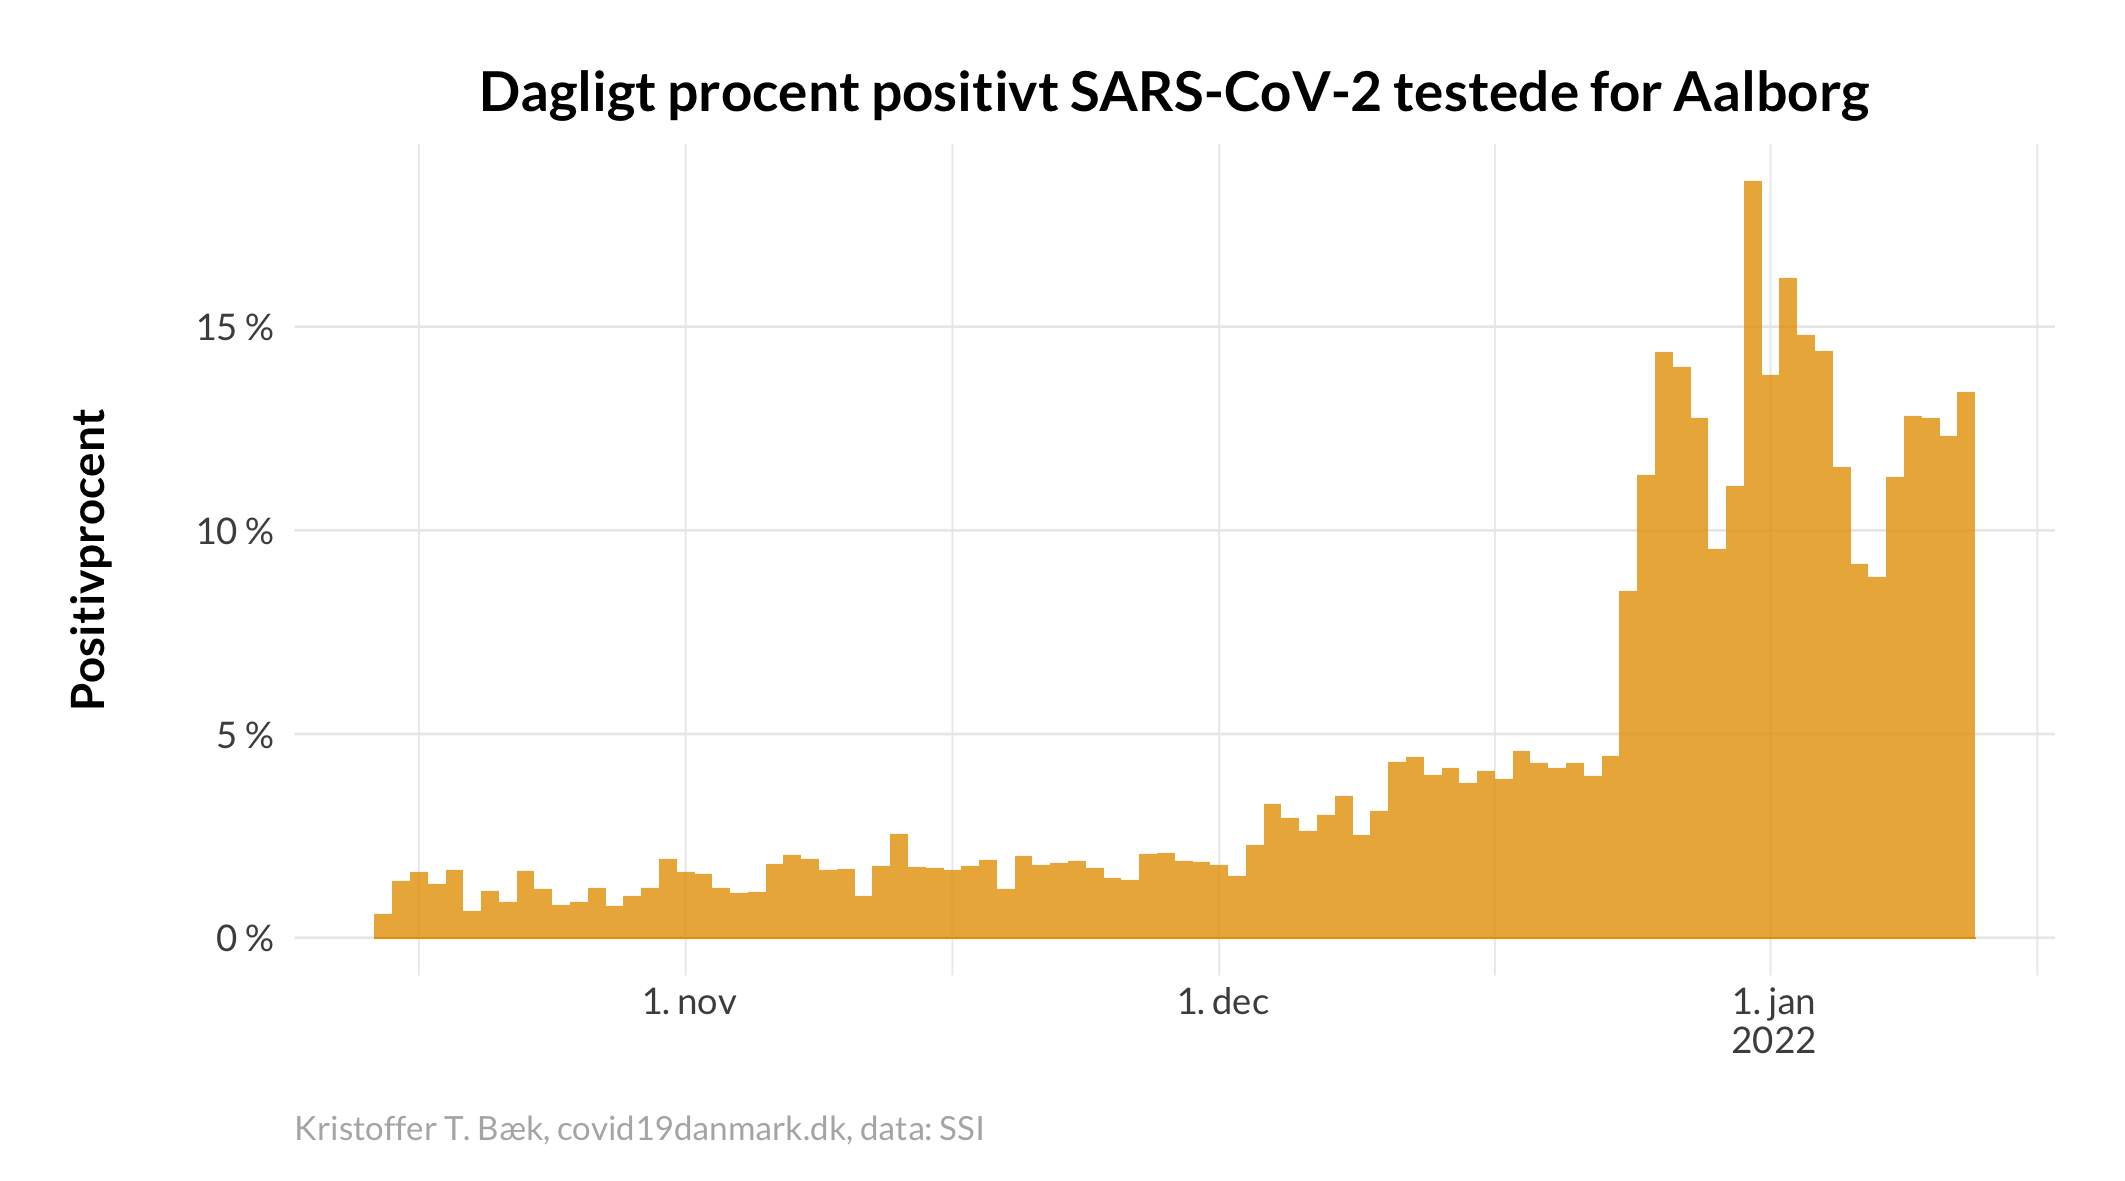 Dagligt procent positivt SARS-CoV-2 testede for Aalborg
Positivprocent
15 %
10 %
5 %
0 %
1. nov
1. dec
1. jan
2022
Kristoffer T. Bæk, covid19danmark.dk, data: SSI